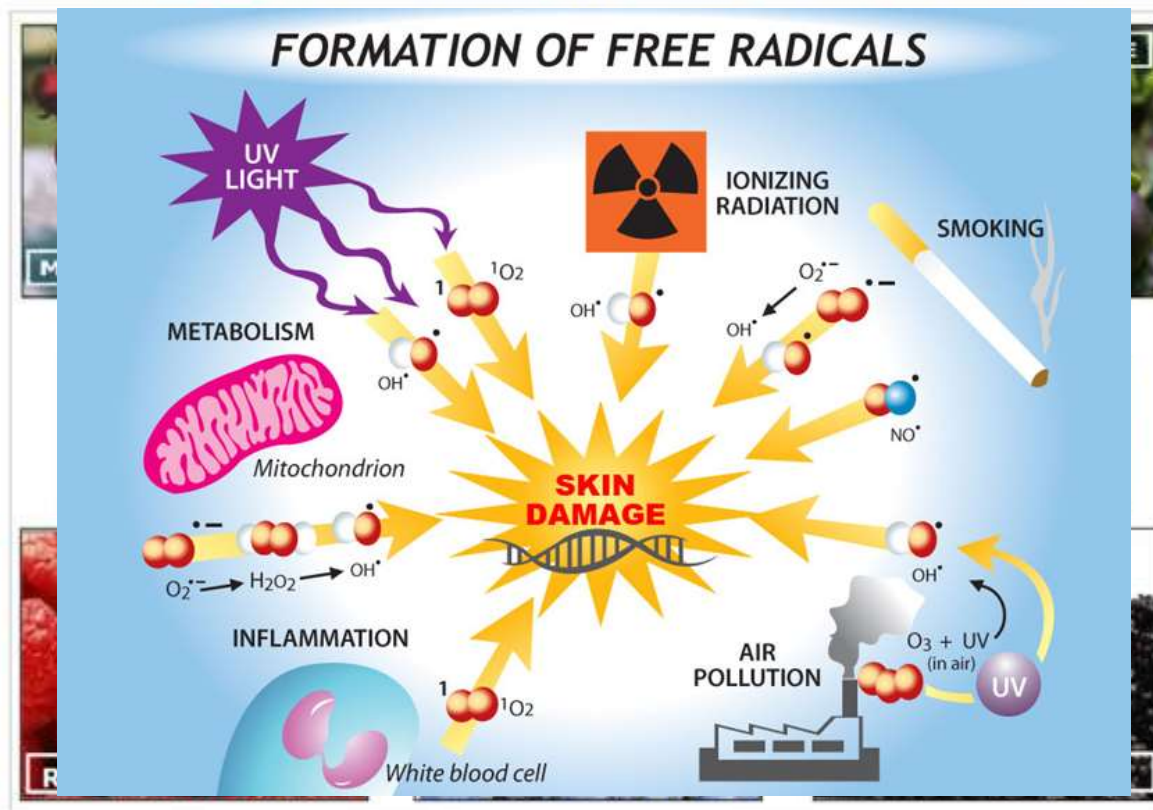 FORMATION OF FREE RADICALS
UV
LIGHT
IONIZING
RADIATION
SMOKING
1
¹O₂
OH•
O₂•−
•−
OH•
METABOLISM
OH•
NO•
Mitochondrion
SKIN
DAMAGE
•−
O₂•− → H₂O₂ → OH•
OH•
INFLAMMATION
1
¹O₂
White blood cell
AIR
POLLUTION
O₃ + UV
(in air)
UV
M
E
R